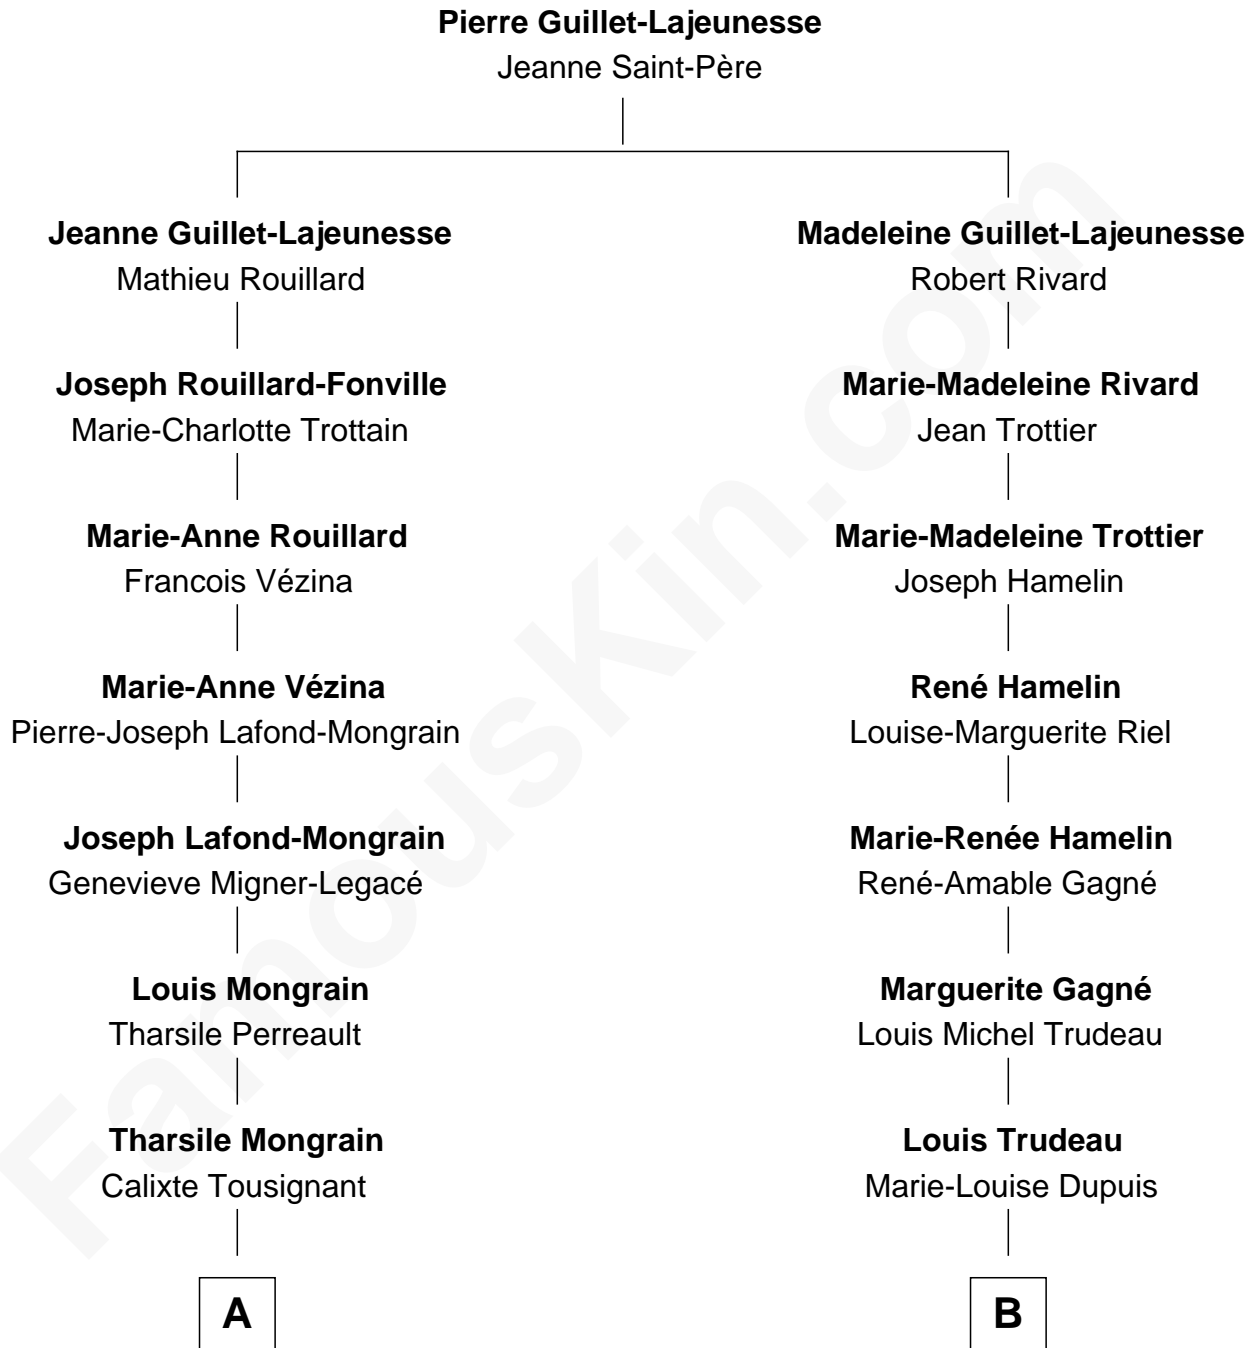 Pierre Guillet-Lajeunesse
Jeanne Saint-Père
Jeanne Guillet-Lajeunesse
Mathieu Rouillard
Joseph Rouillard-Fonville
Marie-Charlotte Trottain
Marie-Anne Rouillard
Francois Vézina
Marie-Anne Vézina
Pierre-Joseph Lafond-Mongrain
Joseph Lafond-Mongrain
Genevieve Migner-Legacé
Louis Mongrain
Tharsile Perreault
Tharsile Mongrain
Calixte Tousignant
A
Madeleine Guillet-Lajeunesse
Robert Rivard
Marie-Madeleine Rivard
Jean Trottier
Marie-Madeleine Trottier
Joseph Hamelin
René Hamelin
Louise-Marguerite Riel
Marie-Renée Hamelin
René-Amable Gagné
Marguerite Gagné
Louis Michel Trudeau
Louis Trudeau
Marie-Louise Dupuis
B
FamousKin.com